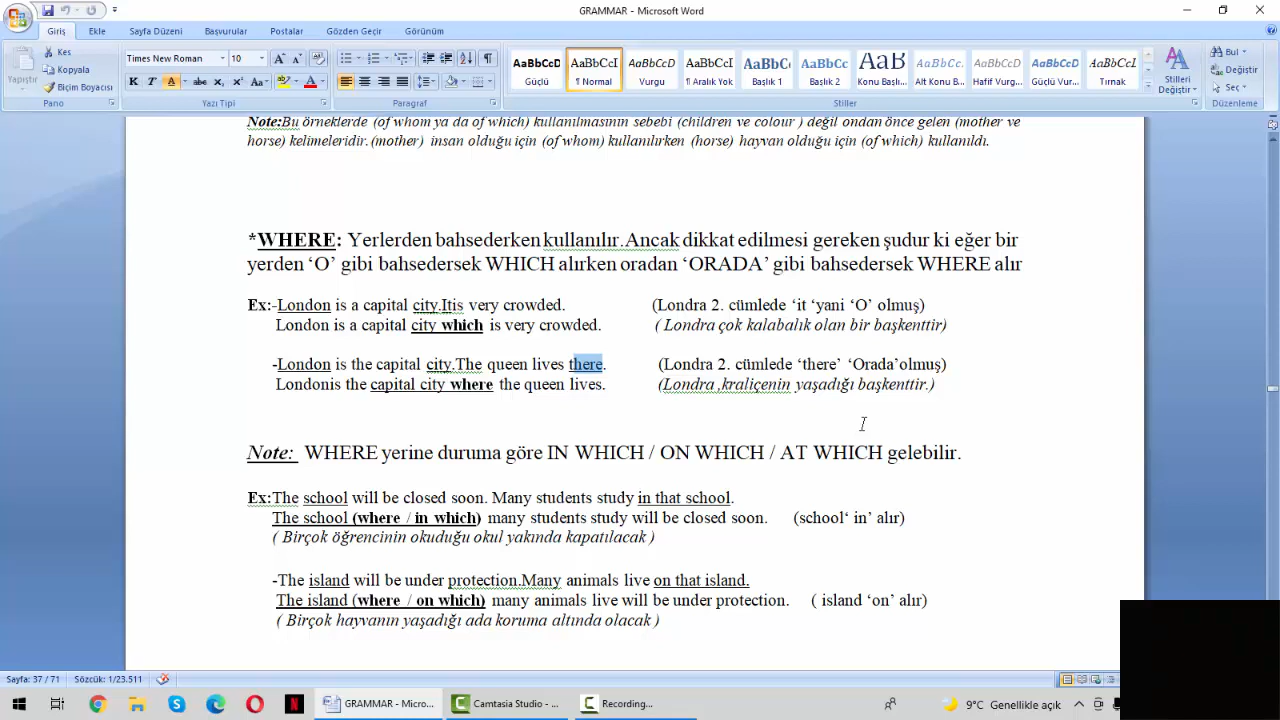 GRAMMAR - Microsoft Word
Giriş Ekle Sayfa Düzeni Başvurular Postalar Gözden Geçir Görünüm
Yapıştır
Kes
Kopyala
Biçim Boyacısı
Pano
Times New Roman 10
K T A abc x₂ x² Aa
Yazı Tipi
Paragraf
AaBbCcD AaBbCcI AaBbCcD AaBbCcI AaBbC AaBbCc AaB AaBbCc. AaBbCcD AaBbCcD AaBbCcI
Güçlü ¶ Normal Vurgu ¶ Aralık Yok Başlık 1 Başlık 2 Konu Başlı... Alt Konu B... Hafif Vurg... Güçlü Vur... Tırnak
Stiller
Stilleri Değiştir
Bul
Değiştir
Seç
Düzenleme
Note:Bu örneklerde (of whom ya da of which) kullanılmasının sebebi (children ve colour ) değil ondan önce gelen (mother ve
horse) kelimeleridir.(mother) insan olduğu için (of whom) kullanılırken (horse) hayvan olduğu için (of which) kullanıldı.
*WHERE: Yerlerden bahsederken kullanılır.Ancak dikkat edilmesi gereken şudur ki eğer bir
yerden ‘O’ gibi bahsedersek WHICH alırken oradan ‘ORADA’ gibi bahsedersek WHERE alır
Ex:-London is a capital city.Itis very crowded. (Londra 2. cümlede ‘it ‘yani ‘O’ olmuş)
London is a capital city which is very crowded. ( Londra çok kalabalık olan bir başkenttir)
-London is the capital city.The queen lives there. (Londra 2. cümlede ‘there’ ‘Orada’olmuş)
Londonis the capital city where the queen lives. (Londra ,kraliçenin yaşadığı başkenttir.)
Note: WHERE yerine duruma göre IN WHICH / ON WHICH / AT WHICH gelebilir.
Ex:The school will be closed soon. Many students study in that school.
The school (where / in which) many students study will be closed soon. (school‘ in’ alır)
( Birçok öğrencinin okuduğu okul yakında kapatılacak )
-The island will be under protection.Many animals live on that island.
The island (where / on which) many animals live will be under protection. ( island ‘on’ alır)
( Birçok hayvanın yaşadığı ada koruma altında olacak )
Sayfa: 37 / 71 Sözcük: 1/23.511
GRAMMAR - Micro... Camtasia Studio - ... Recording... 9°C Genellikle açık